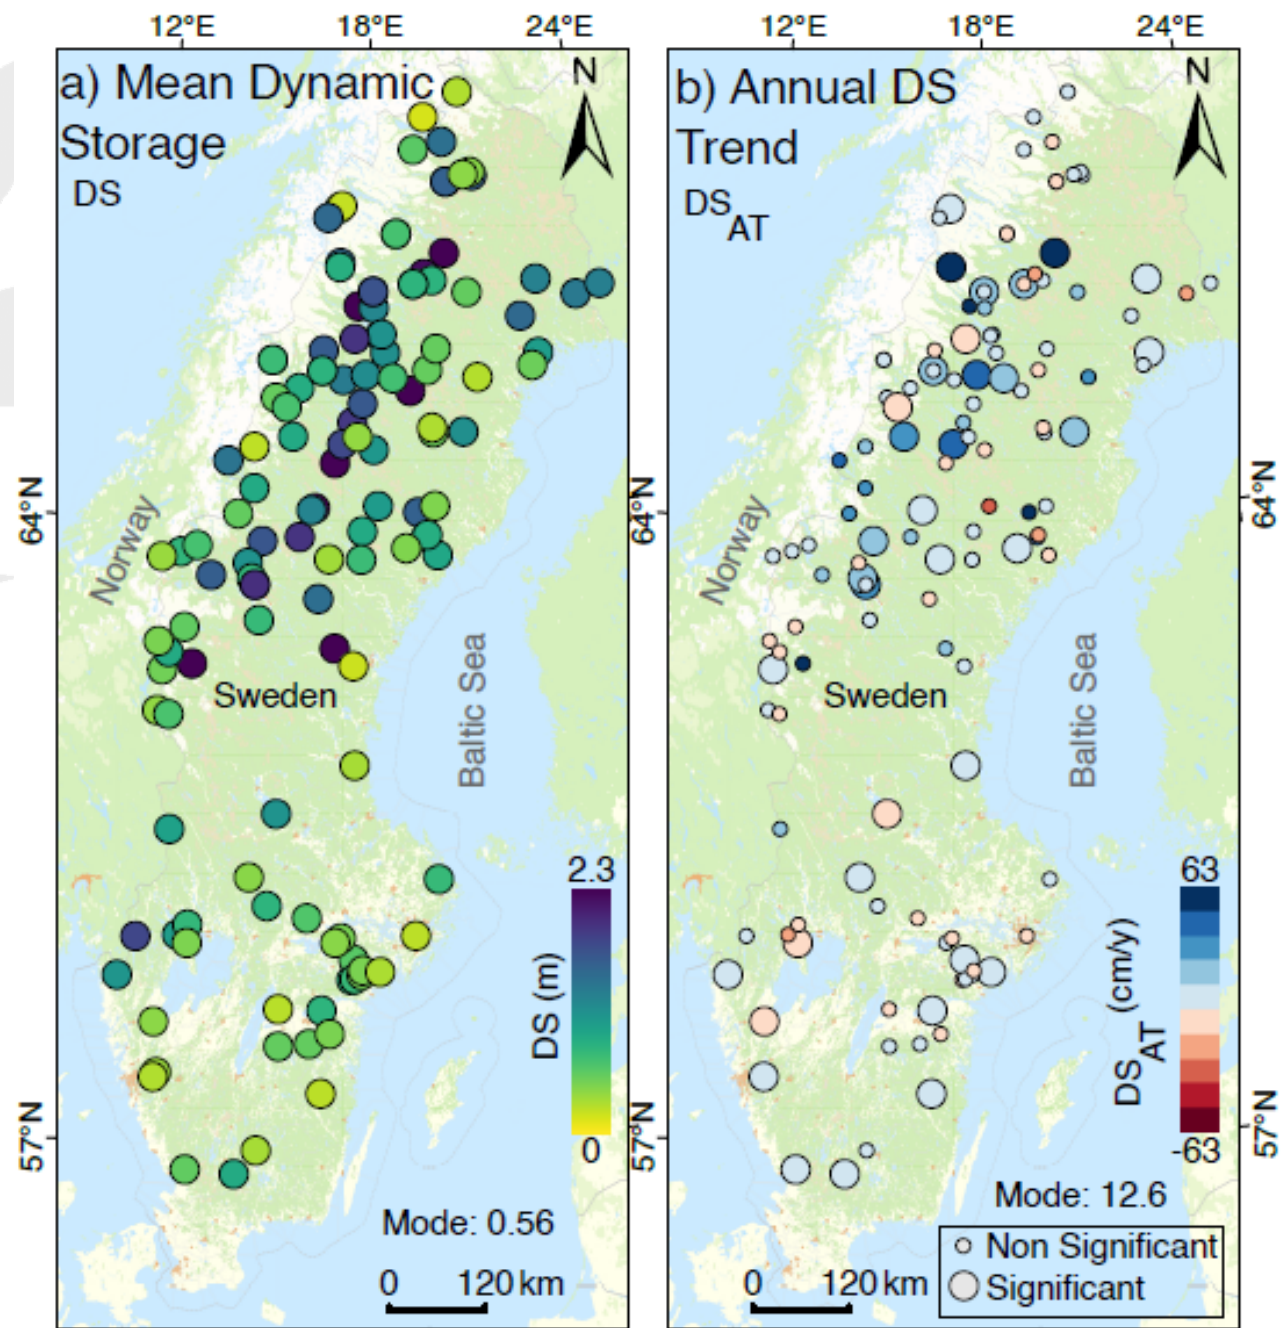 12°E 18°E 24°E
a) Mean Dynamic
Storage
DS
N
64°N
Norway
Sweden
Baltic Sea
2.3
DS (m)
0
57°N
Mode: 0.56
0 120 km
12°E 18°E 24°E
b) Annual DS
Trend
DS AT
N
64°N
64°N
Norway
Sweden
Baltic Sea
63
DS AT (cm/y)
-63
57°N
57°N
Mode: 12.6
Non Significant
Significant
0 120 km